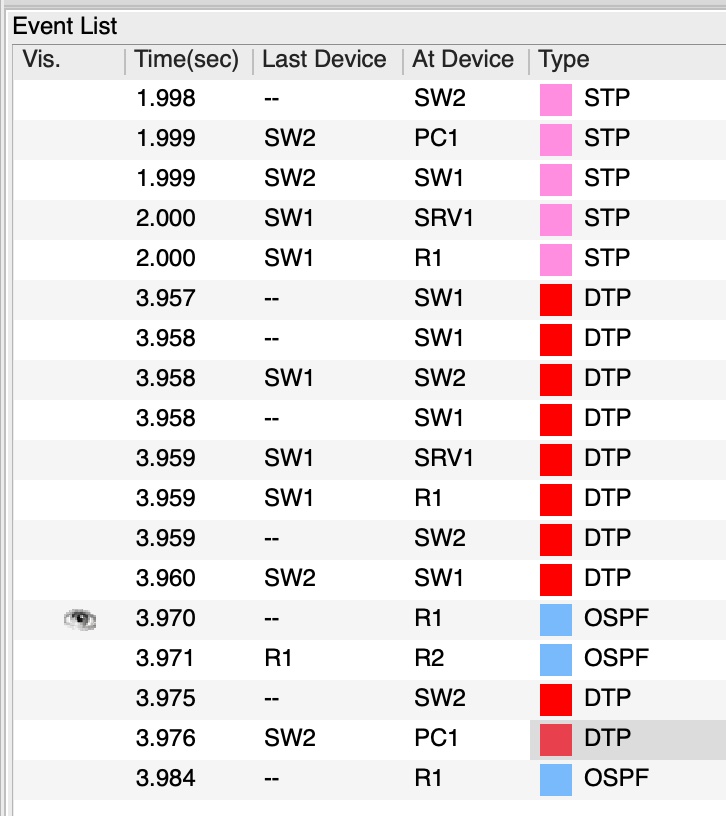 Event List
Vis. Time(sec) Last Device At Device Type
1.998 -- SW2 STP
1.999 SW2 PC1 STP
1.999 SW2 SW1 STP
2.000 SW1 SRV1 STP
2.000 SW1 R1 STP
3.957 -- SW1 DTP
3.958 -- SW1 DTP
3.958 SW1 SW2 DTP
3.958 -- SW1 DTP
3.959 SW1 SRV1 DTP
3.959 SW1 R1 DTP
3.959 -- SW2 DTP
3.960 SW2 SW1 DTP
3.970 -- R1 OSPF
3.971 R1 R2 OSPF
3.975 -- SW2 DTP
3.976 SW2 PC1 DTP
3.984 -- R1 OSPF